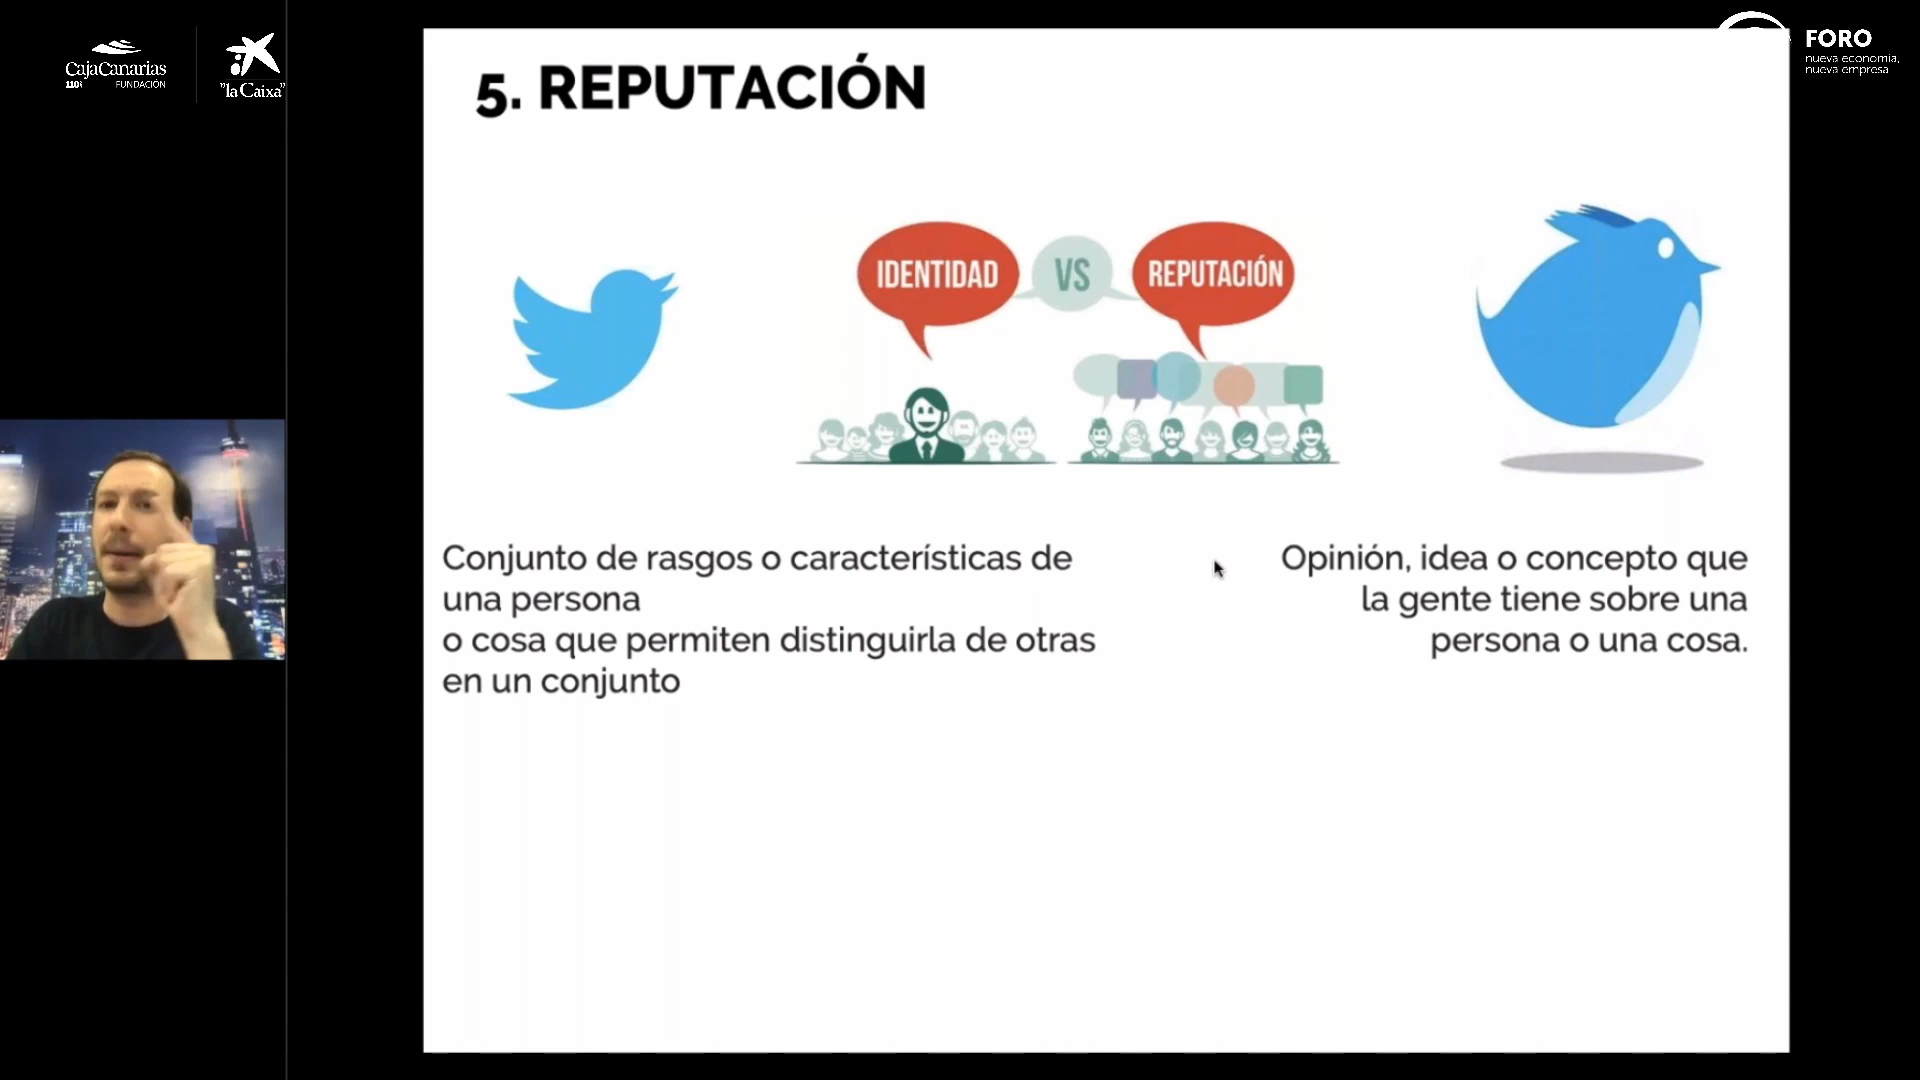 CajaCanarias
FUNDACIÓN
"la Caixa"
FORO
nueva economía,
nueva empresa
5. REPUTACIÓN
IDENTIDAD
VS
REPUTACIÓN
Conjunto de rasgos o características de
una persona
o cosa que permiten distinguirla de otras
en un conjunto
Opinión, idea o concepto que
la gente tiene sobre una
persona o una cosa.